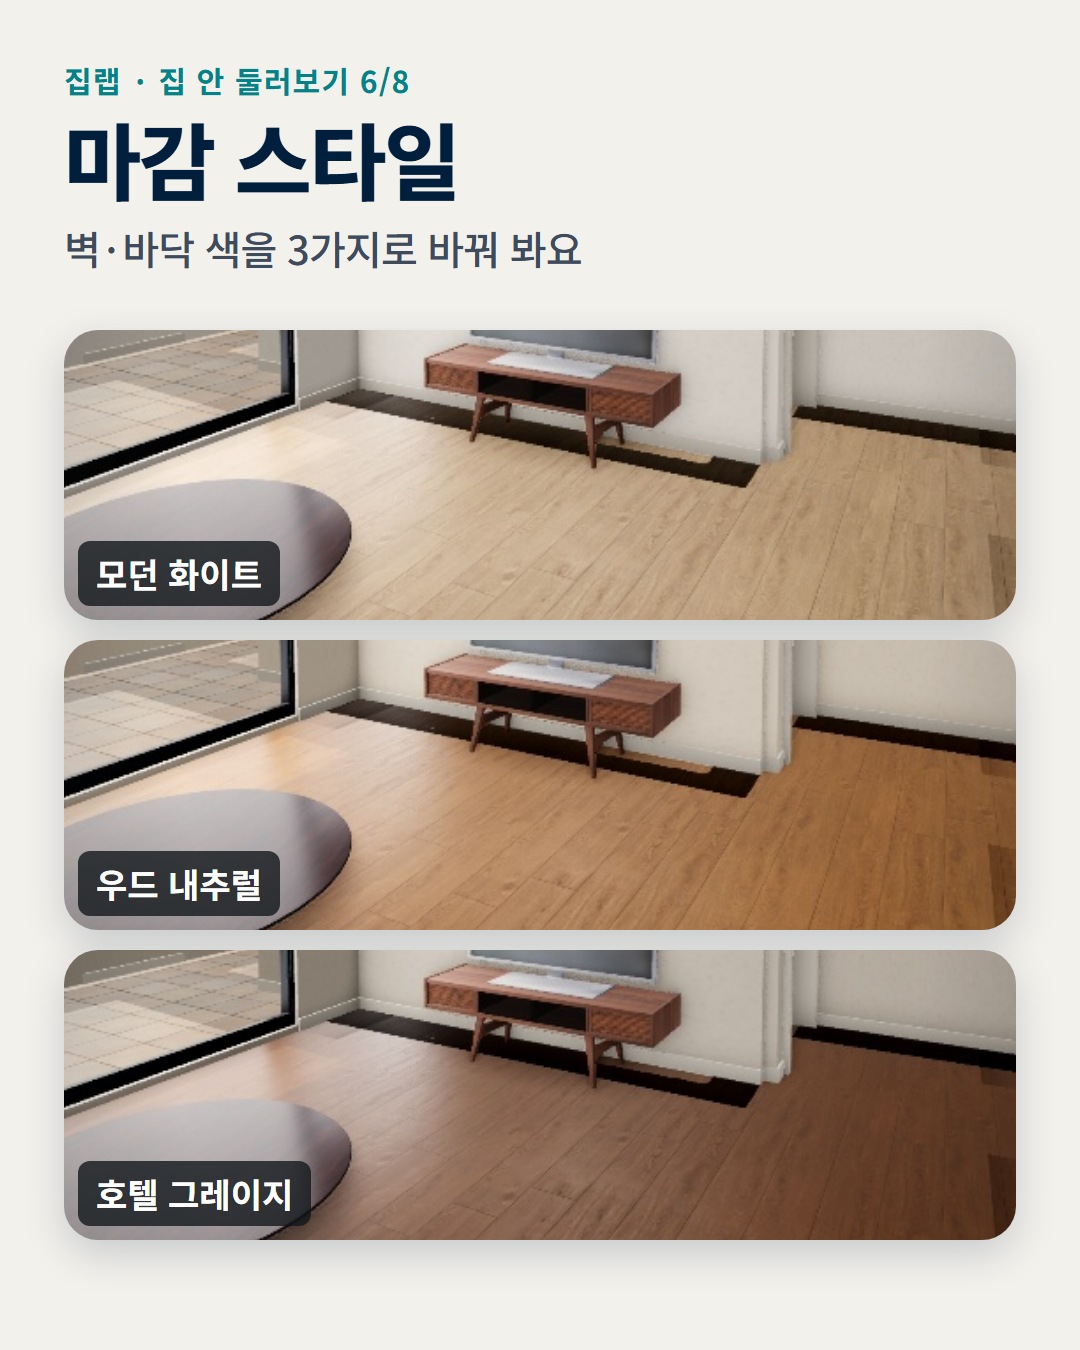 집랩 · 집 안 둘러보기 6/8
마감 스타일
벽·바닥 색을 3가지로 바꿔 봐요
모던 화이트
우드 내추럴
호텔 그레이지